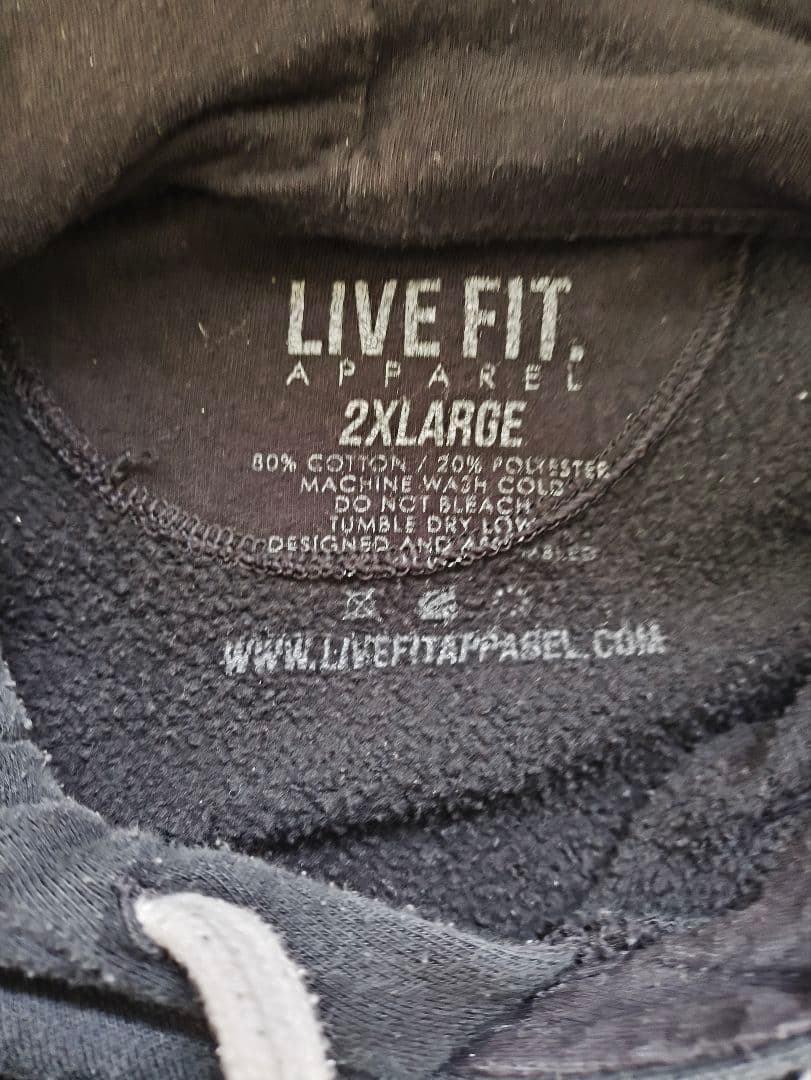 LIVE FIT.
APPAREL
2XLARGE
80% COTTON / 20% POLYESTER
MACHINE WASH COLD
DO NOT BLEACH
TUMBLE DRY LOW
DESIGNED AND ASSEMBLED
WWW.LIVEFITAPPAREL.COM